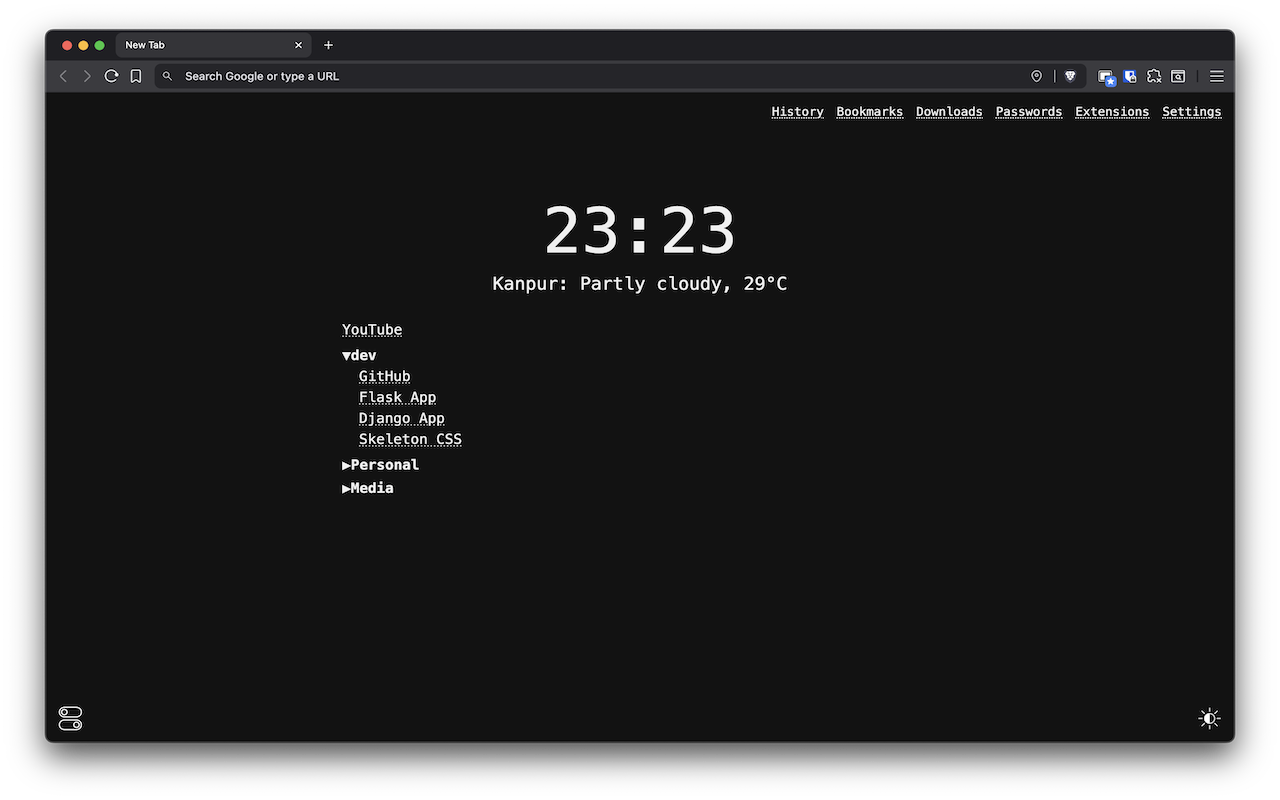 New Tab
Search Google or type a URL
History Bookmarks Downloads Passwords Extensions Settings
23:23
Kanpur: Partly cloudy, 29°C
YouTube
▼dev
GitHub
Flask App
Django App
Skeleton CSS
▶Personal
▶Media